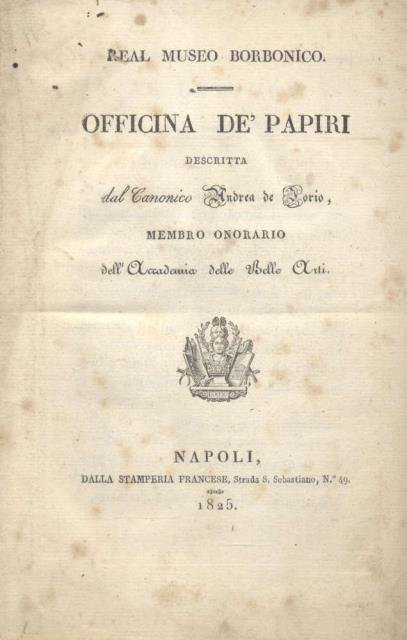 REAL MUSEO BORBONICO.
OFFICINA DE' PAPIRI
DESCRITTA
dal Canonico Andrea de Iorio,
MEMBRO ONORARIO
dell'Accademia delle Belle Arti.
NAPOLI,
DALLA STAMPERIA FRANCESE, Strada S. Sebastiano, N.° 49.
1825.